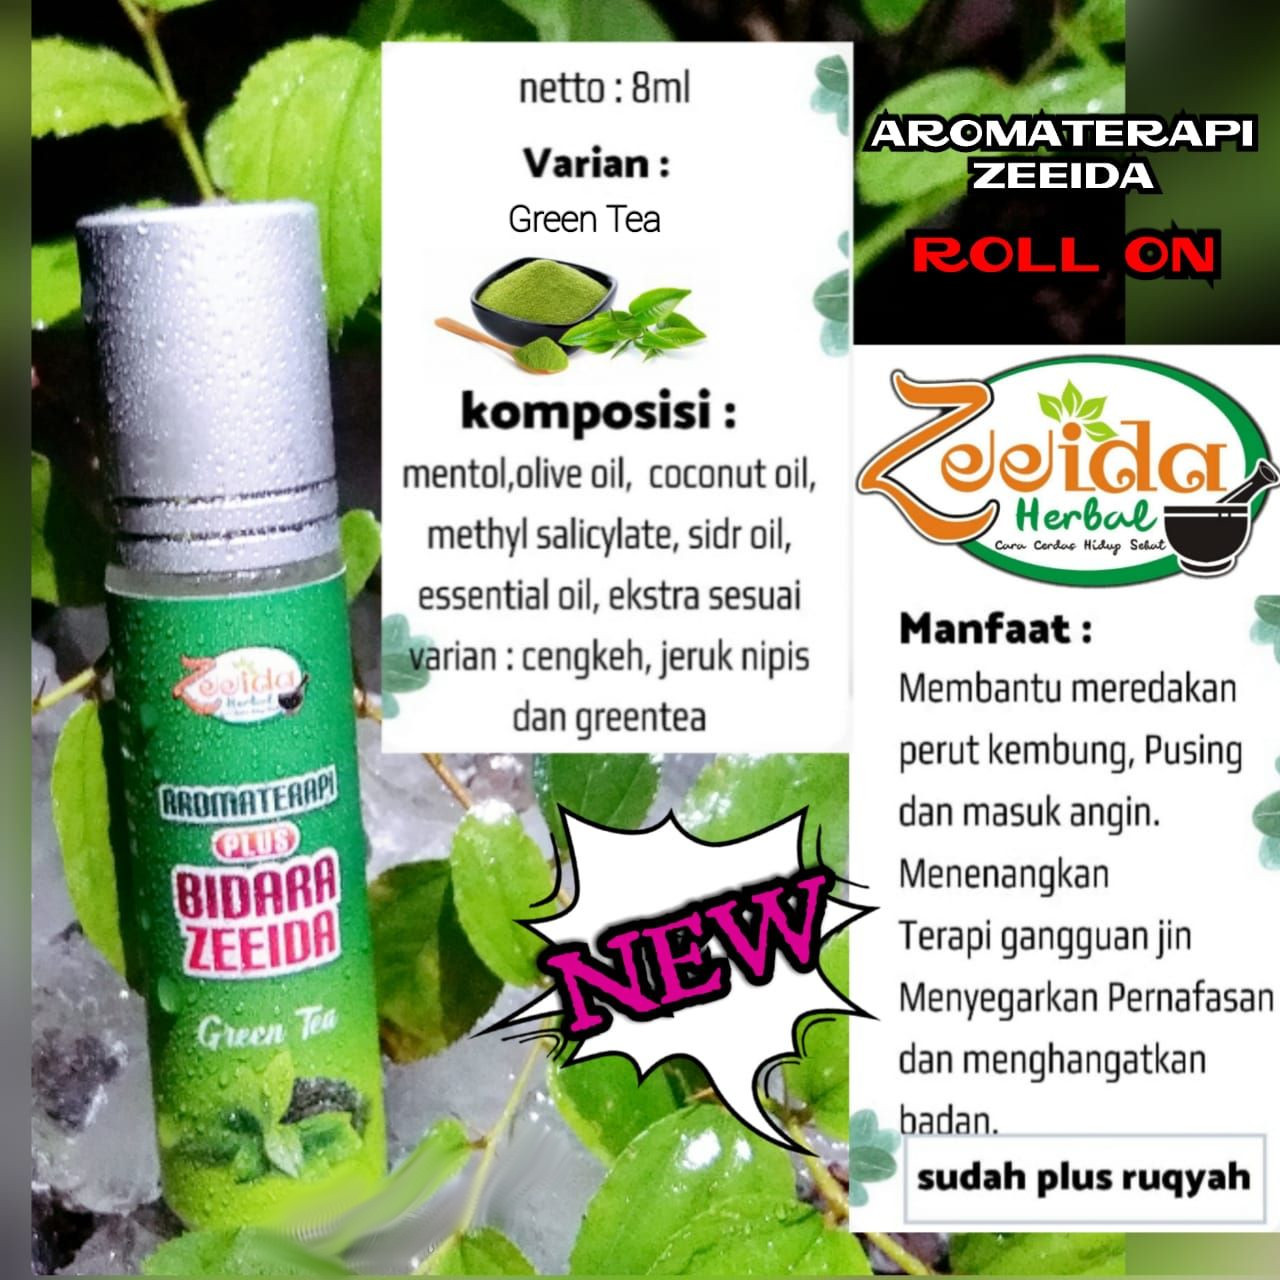 netto : 8ml
Varian :
Green Tea
komposisi :
mentol,olive oil, coconut oil,
methyl salicylate, sidr oil,
essential oil, ekstra sesuai
varian : cengkeh, jeruk nipis
dan greentea
AROMATERAPI
ZEEIDA
ROLL ON
Zeeida
Herbal
Cara Cerdas Hidup Sehat
Manfaat :
Membantu meredakan
perut kembung, Pusing
dan masuk angin.
Menenangkan
Terapi gangguan jin
Menyegarkan Pernafasan
dan menghangatkan
badan.
sudah plus ruqyah
NEW
Zeeida
Herbal
AROMATERAPI
PLUS
BIDARA
ZEEIDA
Green Tea